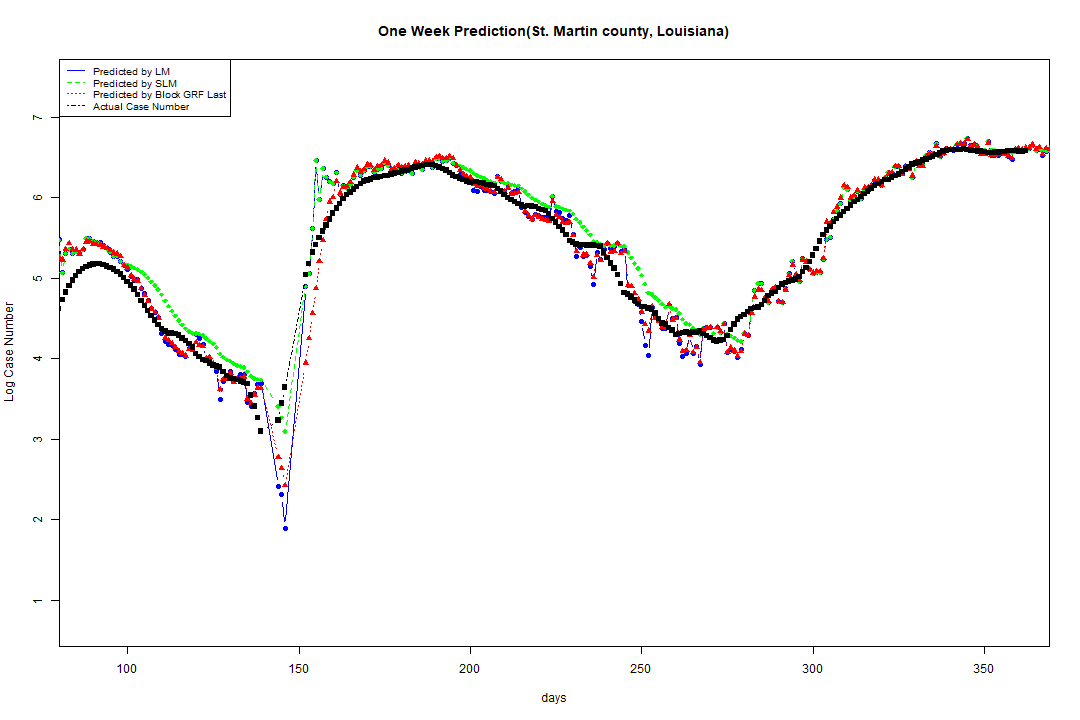 One Week Prediction(St. Martin county, Louisiana)
Predicted by LM
Predicted by SLM
Predicted by Block GRF Last
Actual Case Number
Log Case Number
7
6
5
4
3
2
1
100 150 200 250 300 350
days